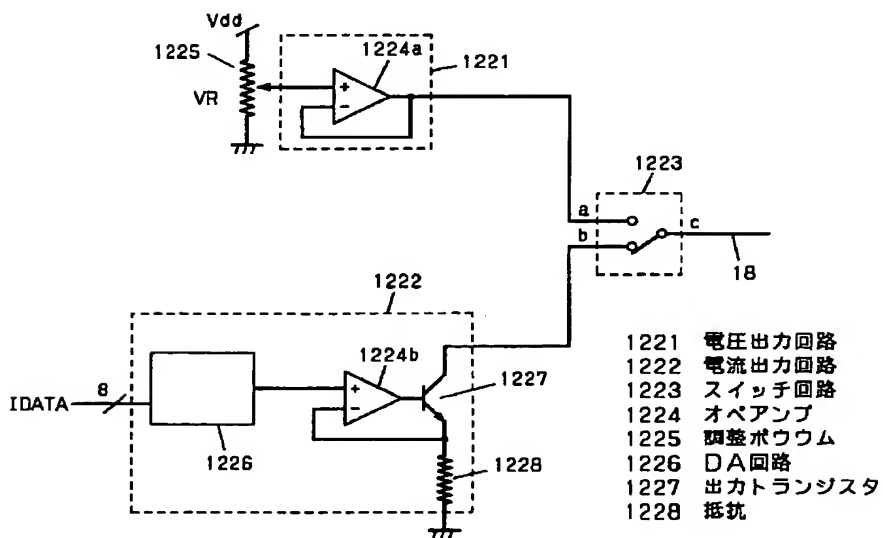 Vdd
1225
VR
1224a
1221
1223
a
b
c
18
1222
1224b
1227
IDATA
8
1226
1228
1221 電圧出力回路
1222 電流出力回路
1223 スイッチ回路
1224 オペアンプ
1225 調整ボウウム
1226 DA回路
1227 出力トランジスタ
1228 抵抗